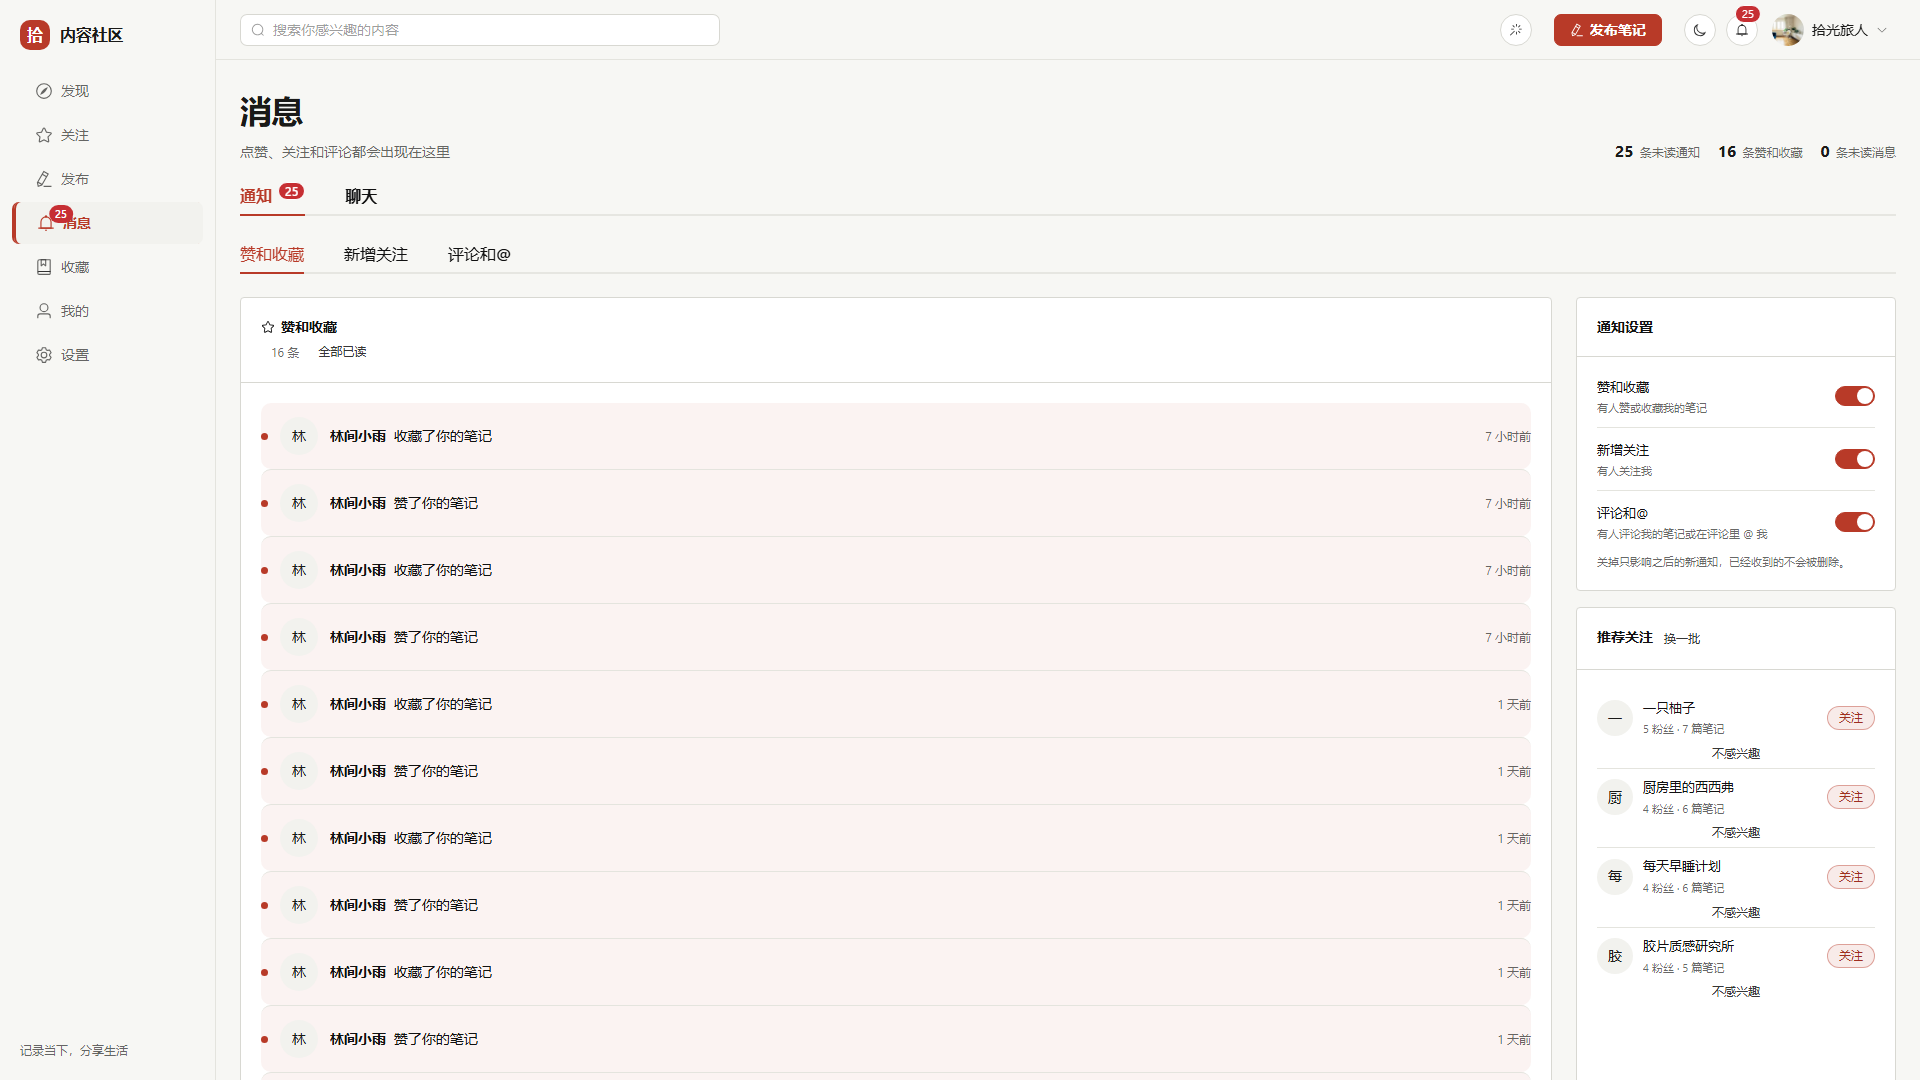 拾 内容社区
搜索你感兴趣的内容
发布笔记
25
拾光旅人
发现
关注
发布
25
消息
收藏
我的
设置
记录当下，分享生活
消息
点赞、关注和评论都会出现在这里
25 条未读通知 16 条赞和收藏 0 条未读消息
通知 25 聊天
赞和收藏 新增关注 评论和@
赞和收藏
16 条 全部已读
林 林间小雨 收藏了你的笔记 7 小时前
林 林间小雨 赞了你的笔记 7 小时前
林 林间小雨 收藏了你的笔记 7 小时前
林 林间小雨 赞了你的笔记 7 小时前
林 林间小雨 收藏了你的笔记 1 天前
林 林间小雨 赞了你的笔记 1 天前
林 林间小雨 收藏了你的笔记 1 天前
林 林间小雨 赞了你的笔记 1 天前
林 林间小雨 收藏了你的笔记 1 天前
林 林间小雨 赞了你的笔记 1 天前
通知设置
赞和收藏
有人赞或收藏我的笔记
新增关注
有人关注我
评论和@
有人评论我的笔记或在评论里 @ 我
关掉只影响之后的新通知，已经收到的不会被删除。
推荐关注 换一批
一 一只柚子 关注
5 粉丝 · 7 篇笔记
不感兴趣
厨 厨房里的西西弗 关注
4 粉丝 · 6 篇笔记
不感兴趣
每 每天早睡计划 关注
4 粉丝 · 6 篇笔记
不感兴趣
胶 胶片质感研究所 关注
4 粉丝 · 5 篇笔记
不感兴趣